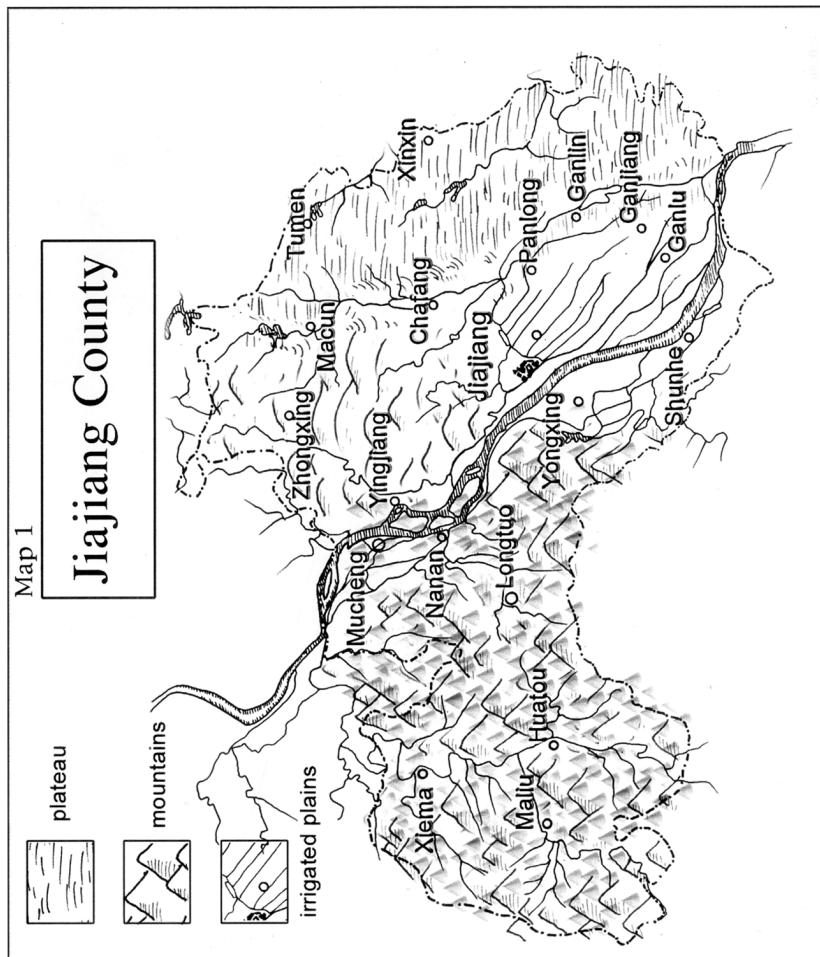 Map 1
Jiajiang County
plateau
mountains
irrigated plains
Tumen
Xinxin
Macun
Chafang
Zhongxing
Yingjiang
Jiajiang
Panlong
Ganlin
Ganjiang
Ganlu
Mucheng
Nanan
Yongxing
Shunhe
Longtuo
Huatou
Xiema
Maliu